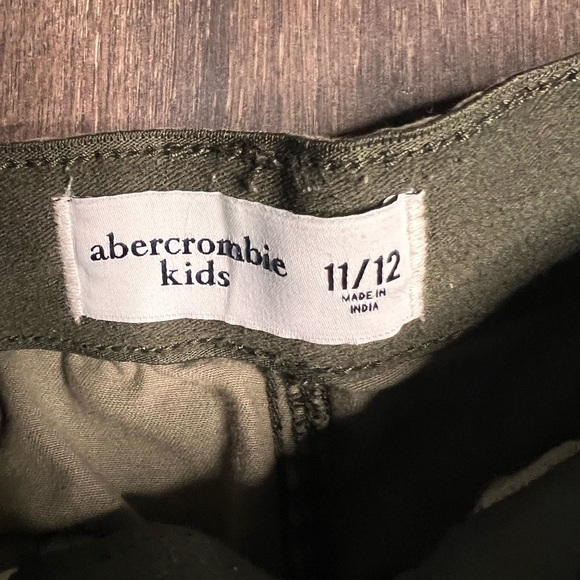 abercrombie
kids
11/12
MADE IN
INDIA